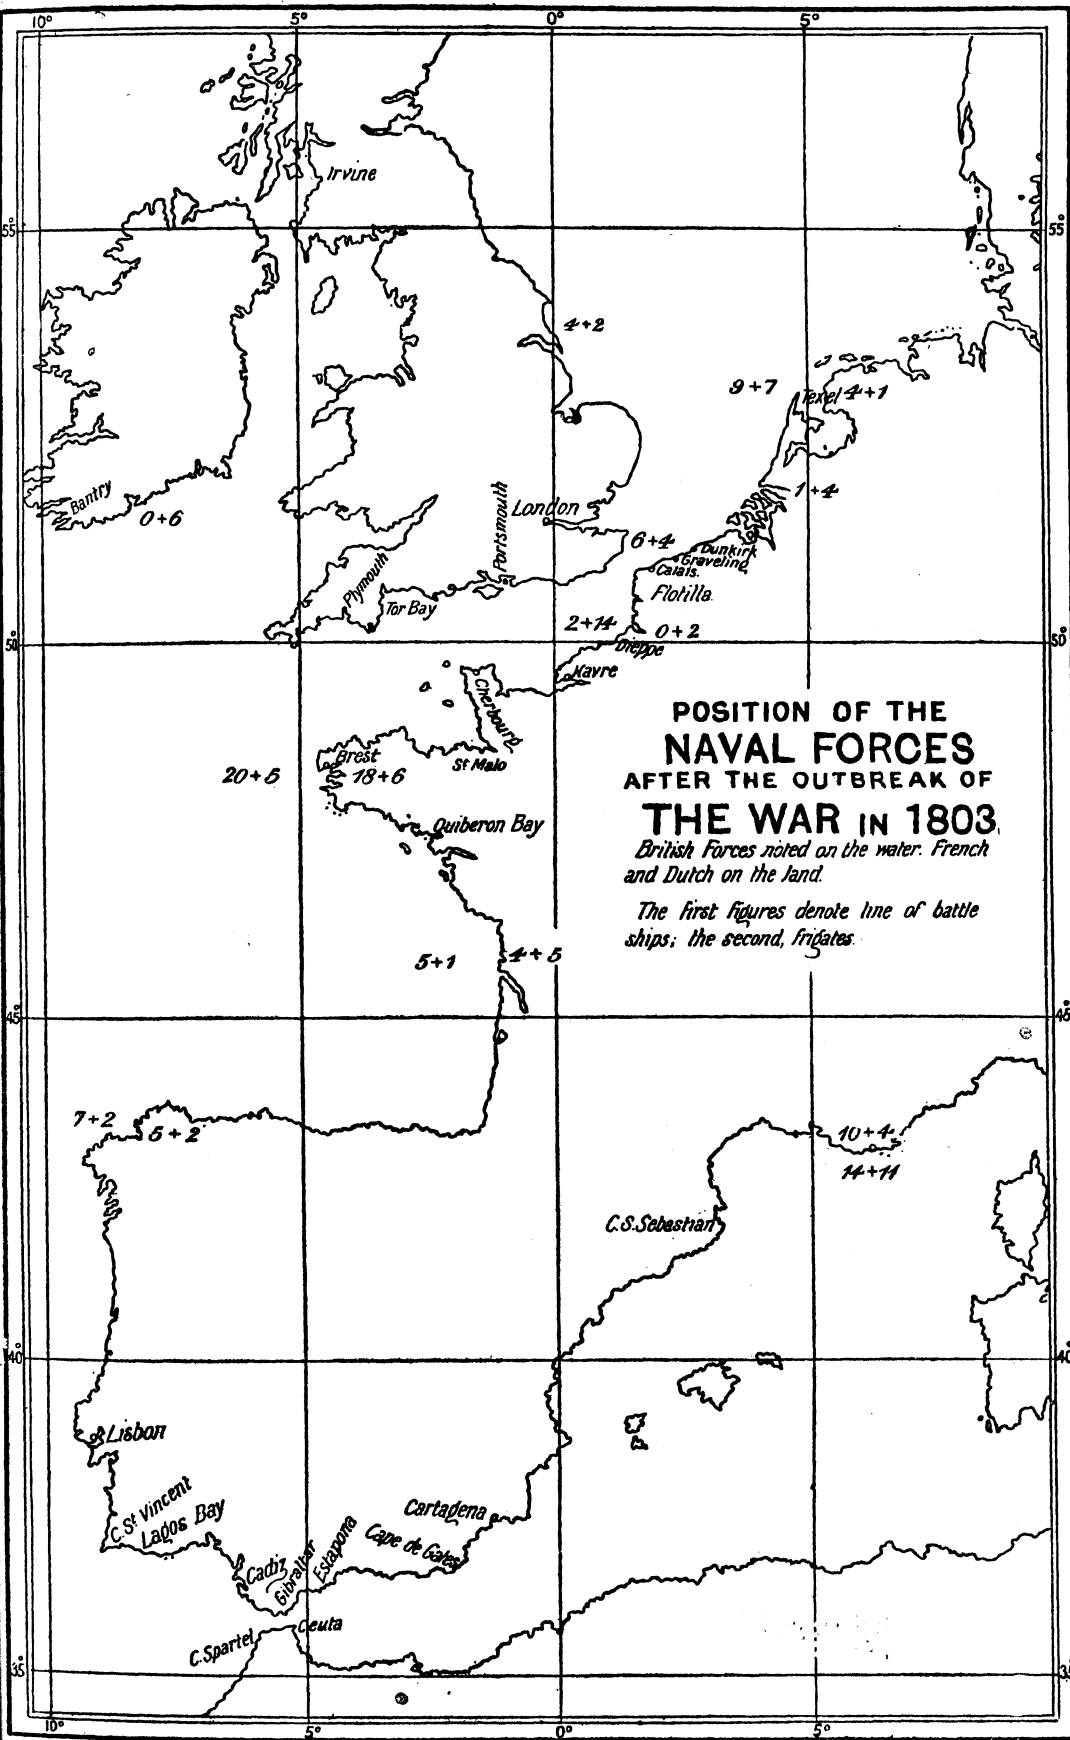 10° 5° 0° 5°
Irvine
55° 55°
4+2
9+7
Texel 4+1
Bantry
0+6
1+4
Portsmouth
London
6+4
Dunkirk
Graveling
Calais.
Plymouth
Tor Bay
Flotilla.
2+14
0+2
50 50°
Dieppe
Havre
Cherbourg.
POSITION OF THE
NAVAL FORCES
AFTER THE OUTBREAK OF
THE WAR IN 1803.
British Forces noted on the water. French
and Dutch on the land.
The first figures denote line of battle
ships; the second, frigates.
Brest
St Malo
20+5
18+6
Quiberon Bay
5+1
4+5
45° 45°
7+2
5+2
10+4
14+11
C.S.Sebastian
40° 40°
Lisbon
C. St. Vincent
Lagos Bay
Cadiz
Gibraltar
Estapona
Cartagena
Cape de Gates
C. Spartel
Ceuta
35° 35
10° 5° 0° 5°